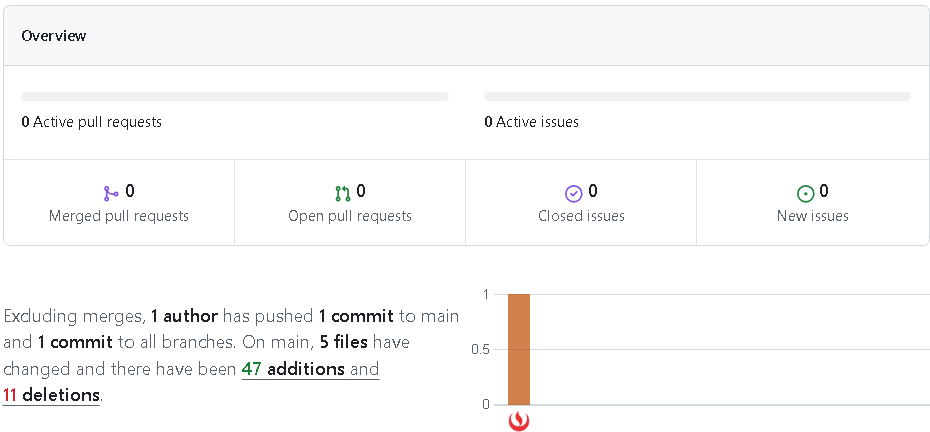 Overview
0 Active pull requests
0 Active issues
0
Merged pull requests
0
Open pull requests
0
Closed issues
0
New issues
Excluding merges, 1 author has pushed 1 commit to main
and 1 commit to all branches. On main, 5 files have
changed and there have been 47 additions and
11 deletions.
1
0.5
0